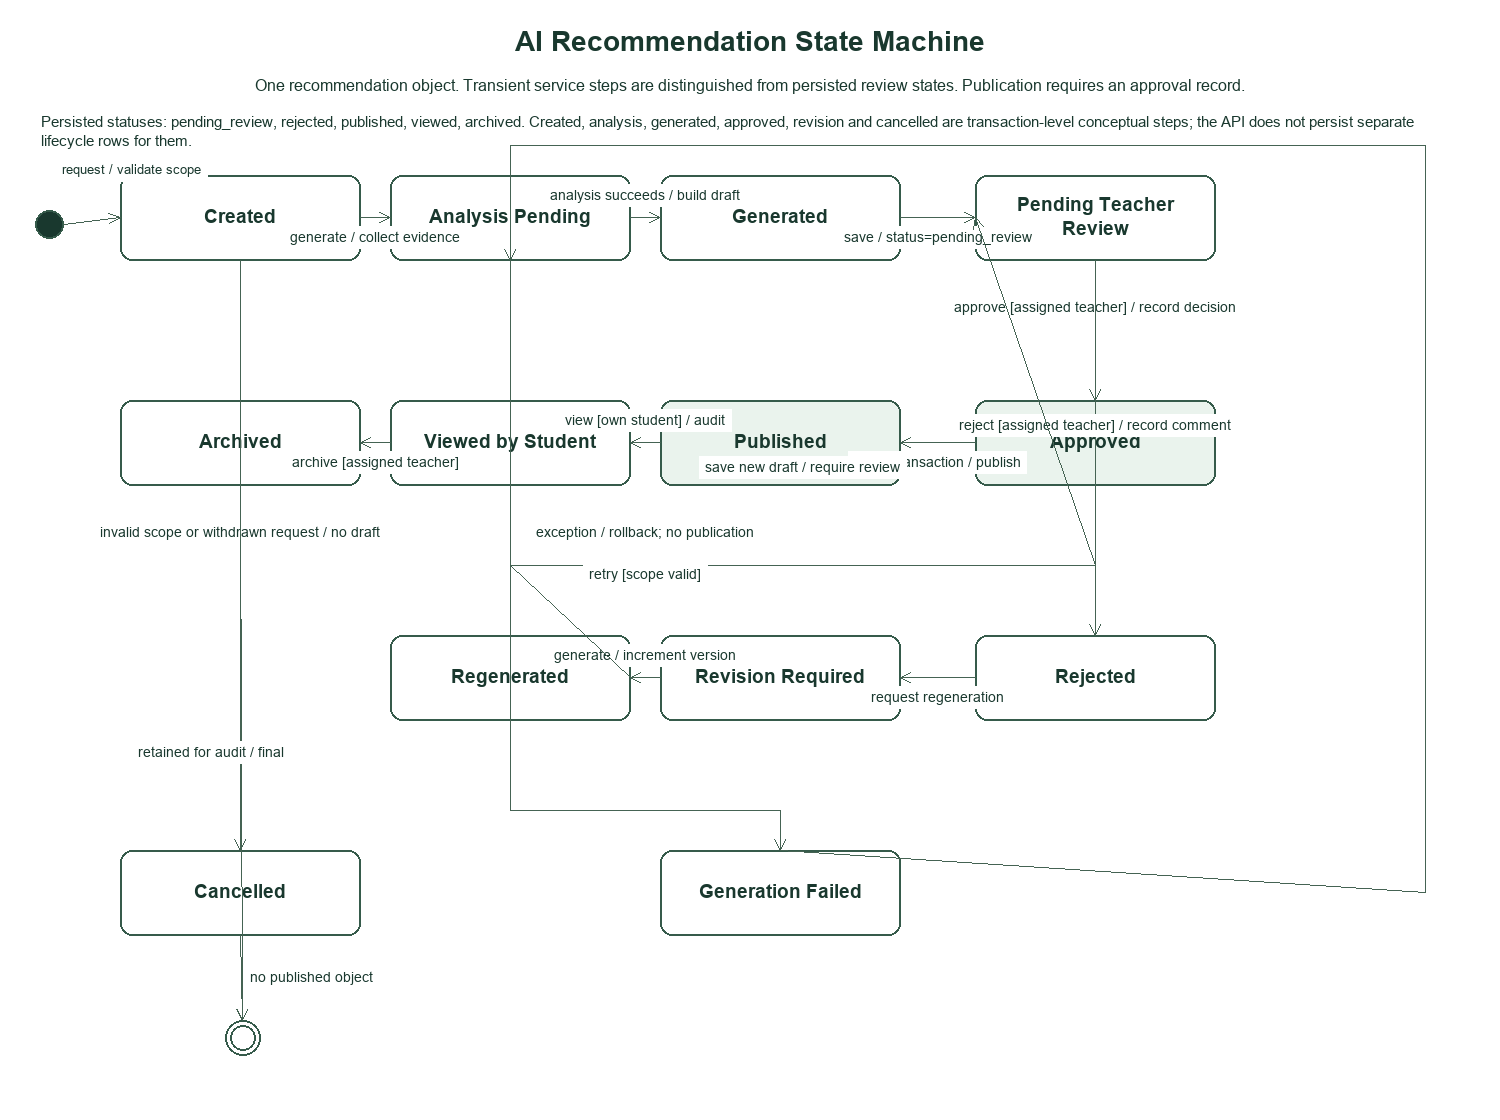 AI Recommendation State Machine
One recommendation object. Transient service steps are distinguished from persisted review states. Publication requires an approval record.
Persisted statuses: pending_review, rejected, published, viewed, archived. Created, analysis, generated, approved, revision and cancelled are transaction-level conceptual steps; the API does not persist separate
lifecycle rows for them.
request / validate scope
Created
generate / collect evidence
Analysis Pending
analysis succeeds / build draft
Generated
save / status=pending_review
Pending Teacher
Review
approve [assigned teacher] / record decision
Archived
archive [assigned teacher]
Viewed by Student
view [own student] / audit
Published
save new draft / require review
/ publish
reject [assigned teacher] / record comment
Approved
invalid scope or withdrawn request / no draft
exception / rollback; no publication
retry [scope valid]
Regenerated
generate / increment version
Revision Required
request regeneration
Rejected
retained for audit / final
Cancelled
Generation Failed
no published object